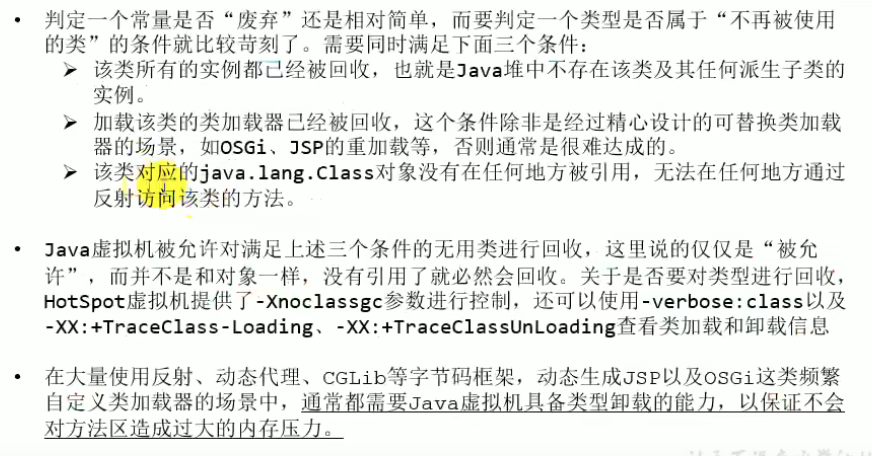 • 判定一个常量是否“废弃”还是相对简单，而要判定一个类型是否属于“不再被使用
的类”的条件就比较苛刻了。需要同时满足下面三个条件：
➢ 该类所有的实例都已经被回收，也就是Java堆中不存在该类及其任何派生子类的
实例。
➢ 加载该类的类加载器已经被回收，这个条件除非是经过精心设计的可替换类加载
器的场景，如OSGi、JSP的重加载等，否则通常是很难达成的。
➢ 该类对应的java.lang.Class对象没有在任何地方被引用，无法在任何地方通过
反射访问该类的方法。
• Java虚拟机被允许对满足上述三个条件的无用类进行回收，这里说的仅仅是“被允
许”，而并不是和对象一样，没有引用了就必然会回收。关于是否要对类型进行回收，
HotSpot虚拟机提供了-Xnoclassgc参数进行控制，还可以使用-verbose:class以及
-XX:+TraceClass-Loading、-XX:+TraceClassUnLoading查看类加载和卸载信息
• 在大量使用反射、动态代理、CGLib等字节码框架，动态生成JSP以及OSGi这类频繁
自定义类加载器的场景中，通常都需要Java虚拟机具备类型卸载的能力，以保证不会
对方法区造成过大的内存压力。